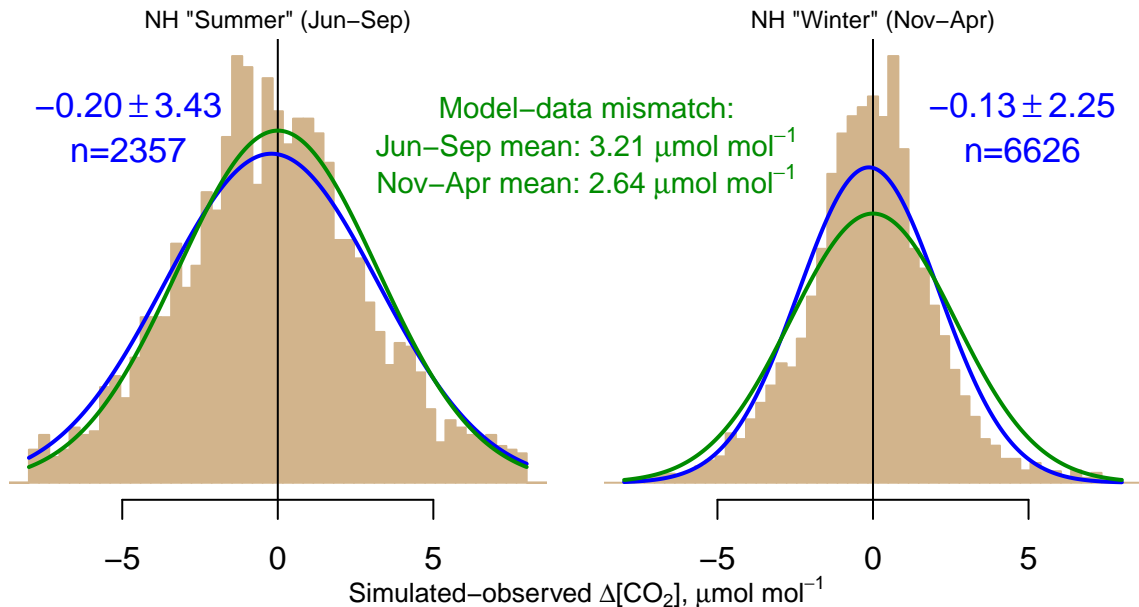 NH "Summer" (Jun−Sep)
−0.20 ± 3.43
n=2357
Model−data mismatch:
Jun−Sep mean: 3.21 μmol mol⁻¹
Nov−Apr mean: 2.64 μmol mol⁻¹
NH "Winter" (Nov−Apr)
−0.13 ± 2.25
n=6626
−5 0 5
−5 0 5
Simulated−observed Δ[CO₂], μmol mol⁻¹